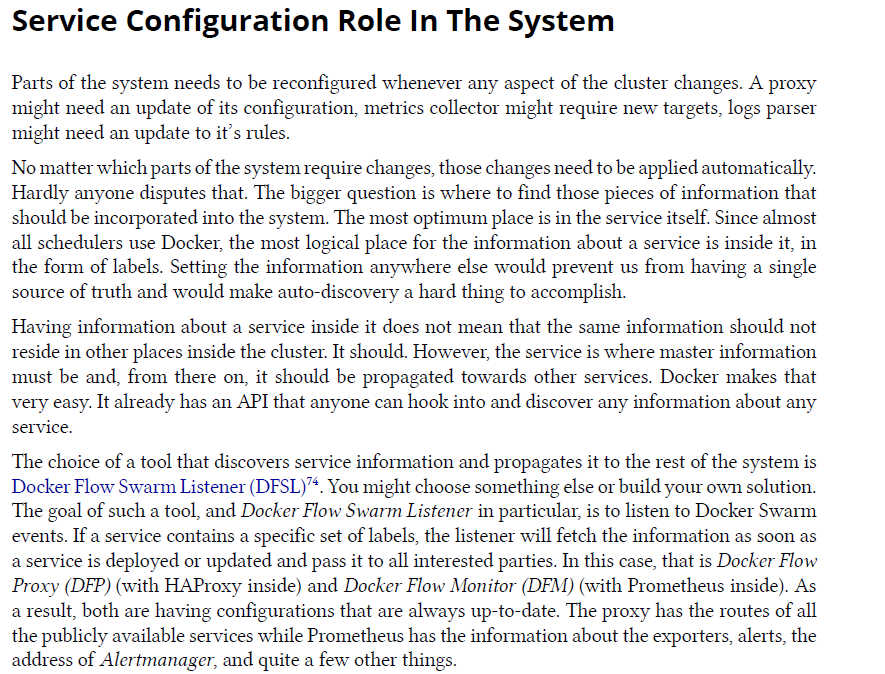 Service Configuration Role In The System
Parts of the system needs to be reconfigured whenever any aspect of the cluster changes. A proxy
might need an update of its configuration, metrics collector might require new targets, logs parser
might need an update to it's rules.
No matter which parts of the system require changes, those changes need to be applied automatically.
Hardly anyone disputes that. The bigger question is where to find those pieces of information that
should be incorporated into the system. The most optimum place is in the service itself. Since almost
all schedulers use Docker, the most logical place for the information about a service is inside it, in
the form of labels. Setting the information anywhere else would prevent us from having a single
source of truth and would make auto-discovery a hard thing to accomplish.
Having information about a service inside it does not mean that the same information should not
reside in other places inside the cluster. It should. However, the service is where master information
must be and, from there on, it should be propagated towards other services. Docker makes that
very easy. It already has an API that anyone can hook into and discover any information about any
service.
The choice of a tool that discovers service information and propagates it to the rest of the system is
Docker Flow Swarm Listener (DFSL)⁷⁴. You might choose something else or build your own solution.
The goal of such a tool, and Docker Flow Swarm Listener in particular, is to listen to Docker Swarm
events. If a service contains a specific set of labels, the listener will fetch the information as soon as
a service is deployed or updated and pass it to all interested parties. In this case, that is Docker Flow
Proxy (DFP) (with HAProxy inside) and Docker Flow Monitor (DFM) (with Prometheus inside). As
a result, both are having configurations that are always up-to-date. The proxy has the routes of all
the publicly available services while Prometheus has the information about the exporters, alerts, the
address of Alertmanager, and quite a few other things.